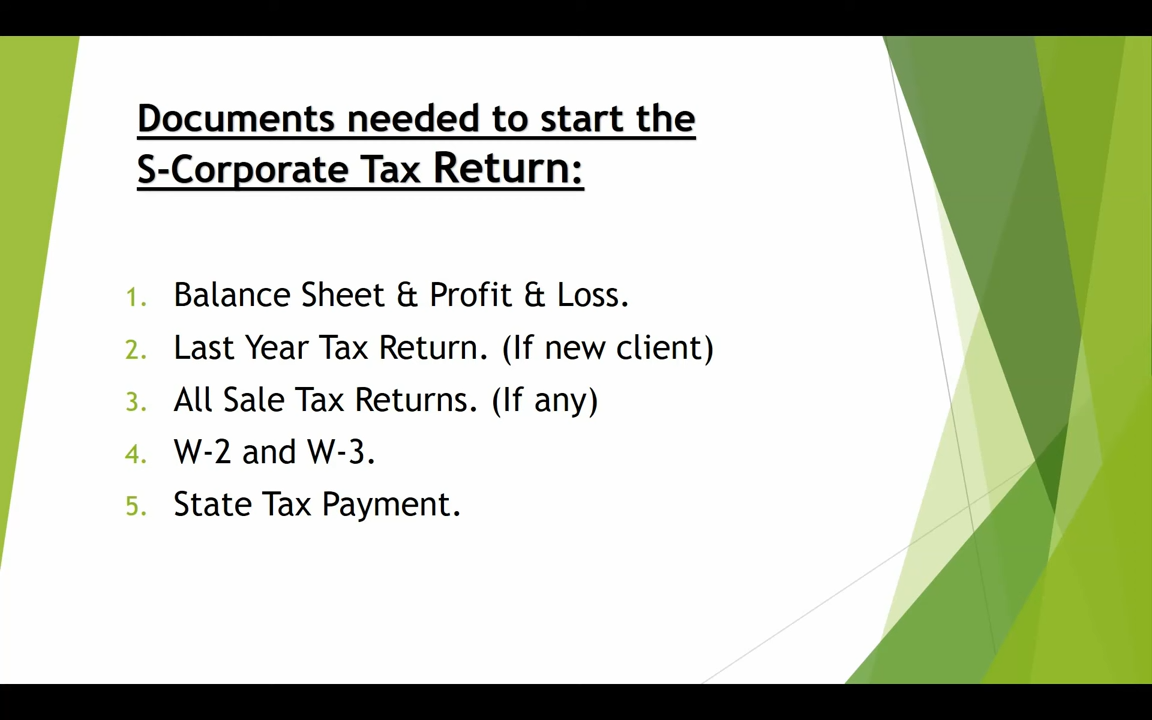 Documents needed to start the
S-Corporate Tax Return:
1. Balance Sheet & Profit & Loss.
2. Last Year Tax Return. (If new client)
3. All Sale Tax Returns. (If any)
4. W-2 and W-3.
5. State Tax Payment.